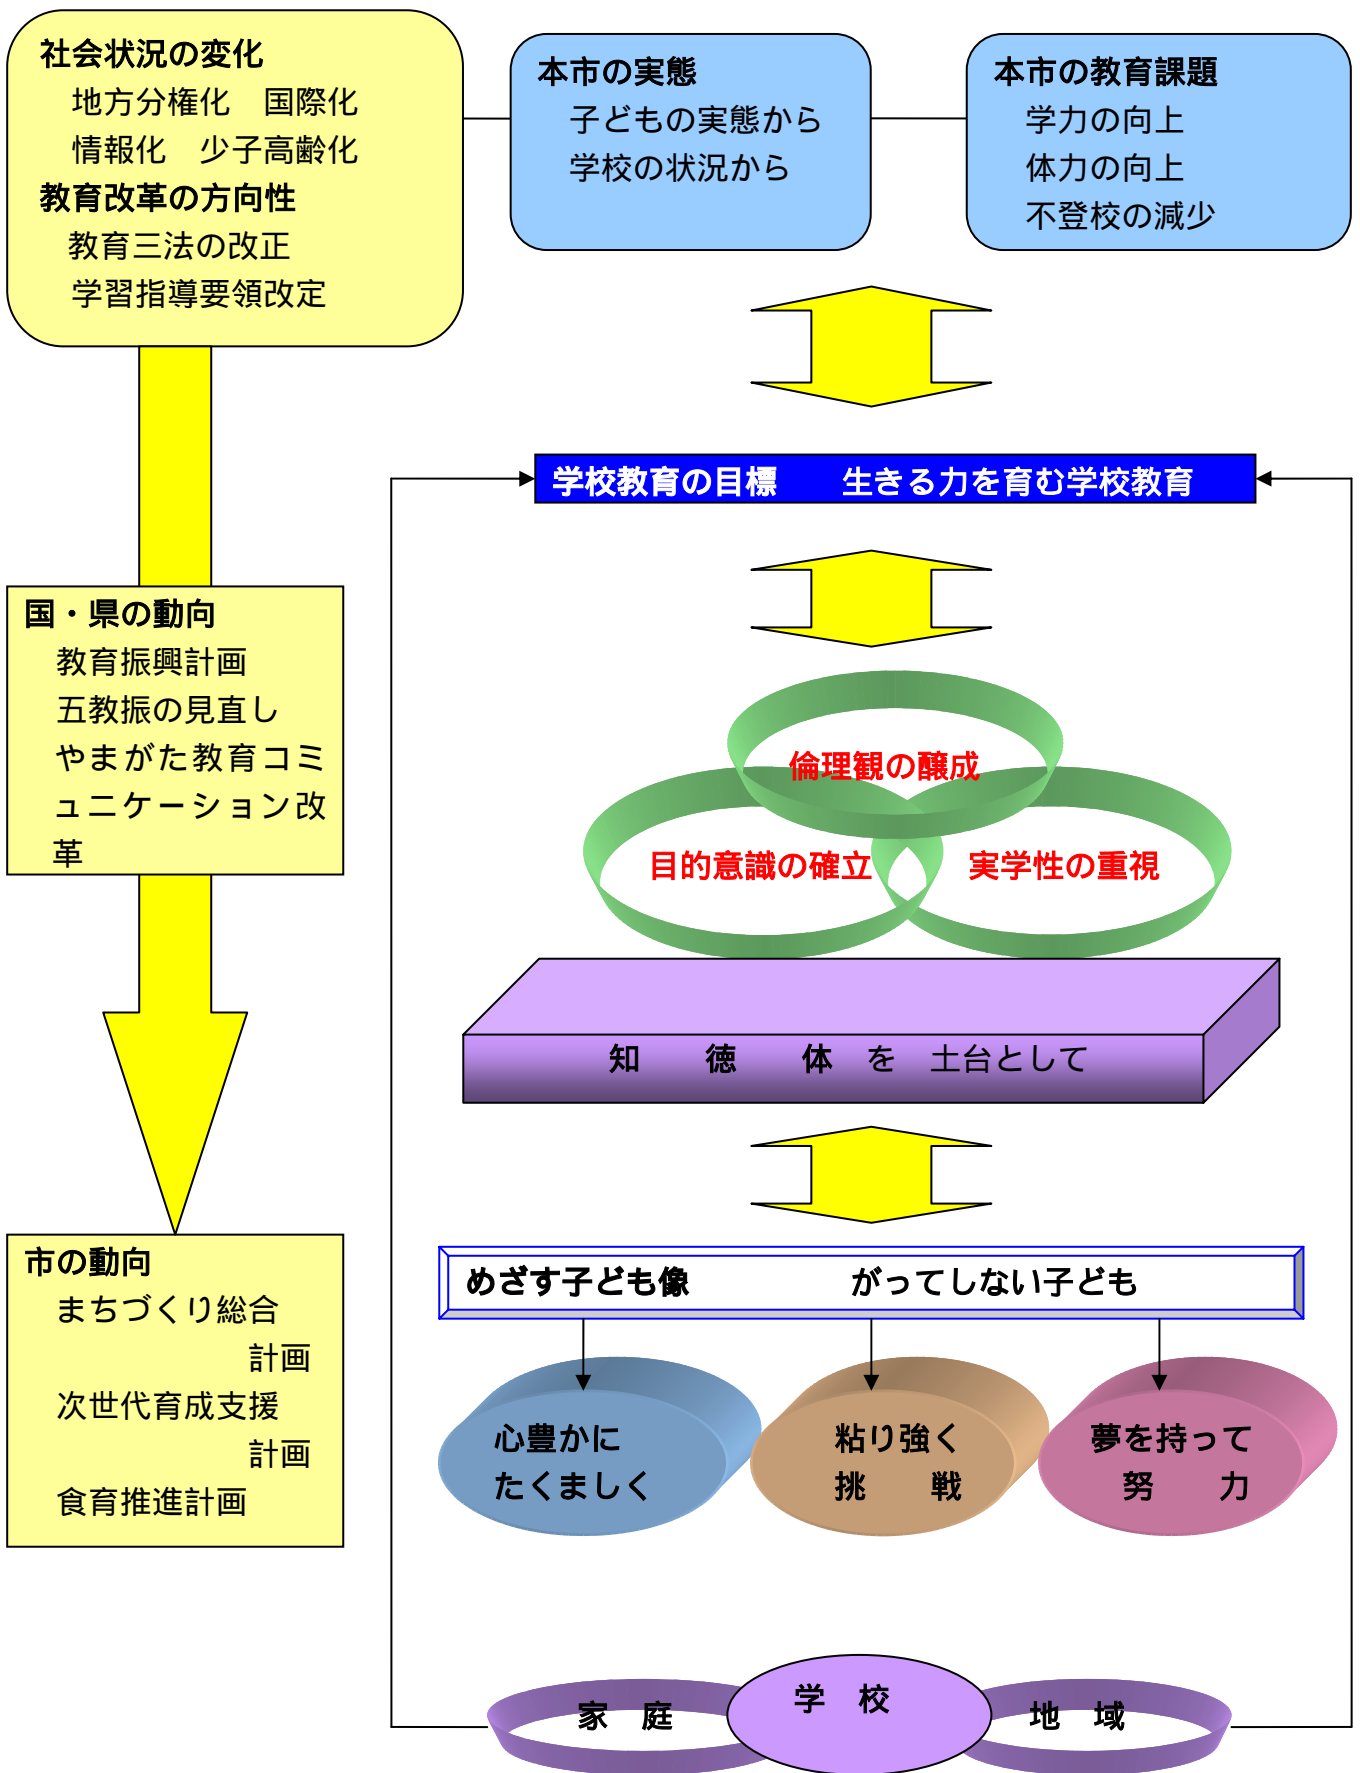 社会状況の変化
地方分権化　国際化
情報化　少子高齢化
教育改革の方向性
教育三法の改正
学習指導要領改定
本市の実態
子どもの実態から
学校の状況から
本市の教育課題
学力の向上
体力の向上
不登校の減少
学校教育の目標　　生きる力を育む学校教育
国・県の動向
教育振興計画
五教振の見直し
やまがた教育コミ
ュニケーション改
革
倫理観の醸成
目的意識の確立
実学性の重視
知　　徳　　体　を　土台として
市の動向
まちづくり総合
計画
次世代育成支援
計画
食育推進計画
めざす子ども像　　　　　がってしない子ども
心豊かに
たくましく
粘り強く
挑　　戦
夢を持って
努　　力
家　庭
学　校
地　域